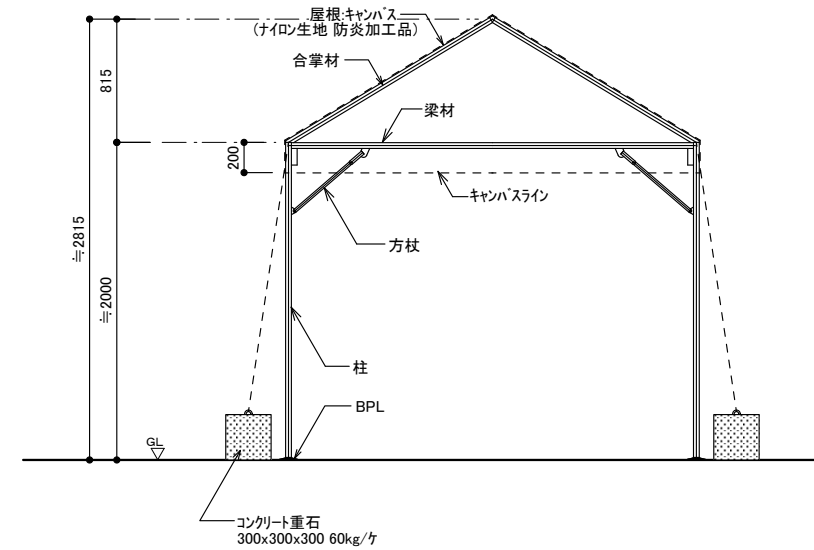 屋根:キャンバス
(ナイロン生地 防炎加工品)
合掌材
815
梁材
200
キャンバスライン
方杖
≒2815
≒2000
柱
BPL
GL
コンクリート重石
300x300x300 60kg/ケ